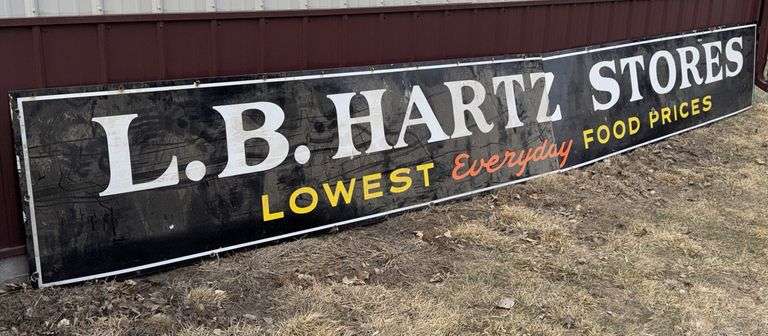 L.B. HARTZ STORES
LOWEST Everyday FOOD PRICES